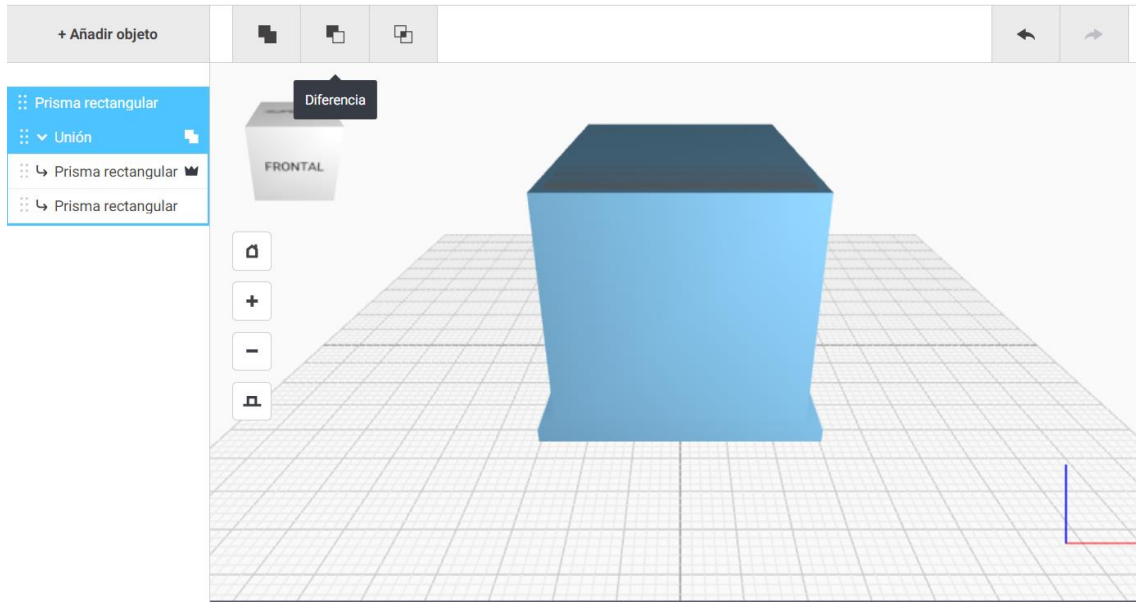 + Añadir objeto
Diferencia
Prisma rectangular
Unión
Prisma rectangular
Prisma rectangular
FRONTAL